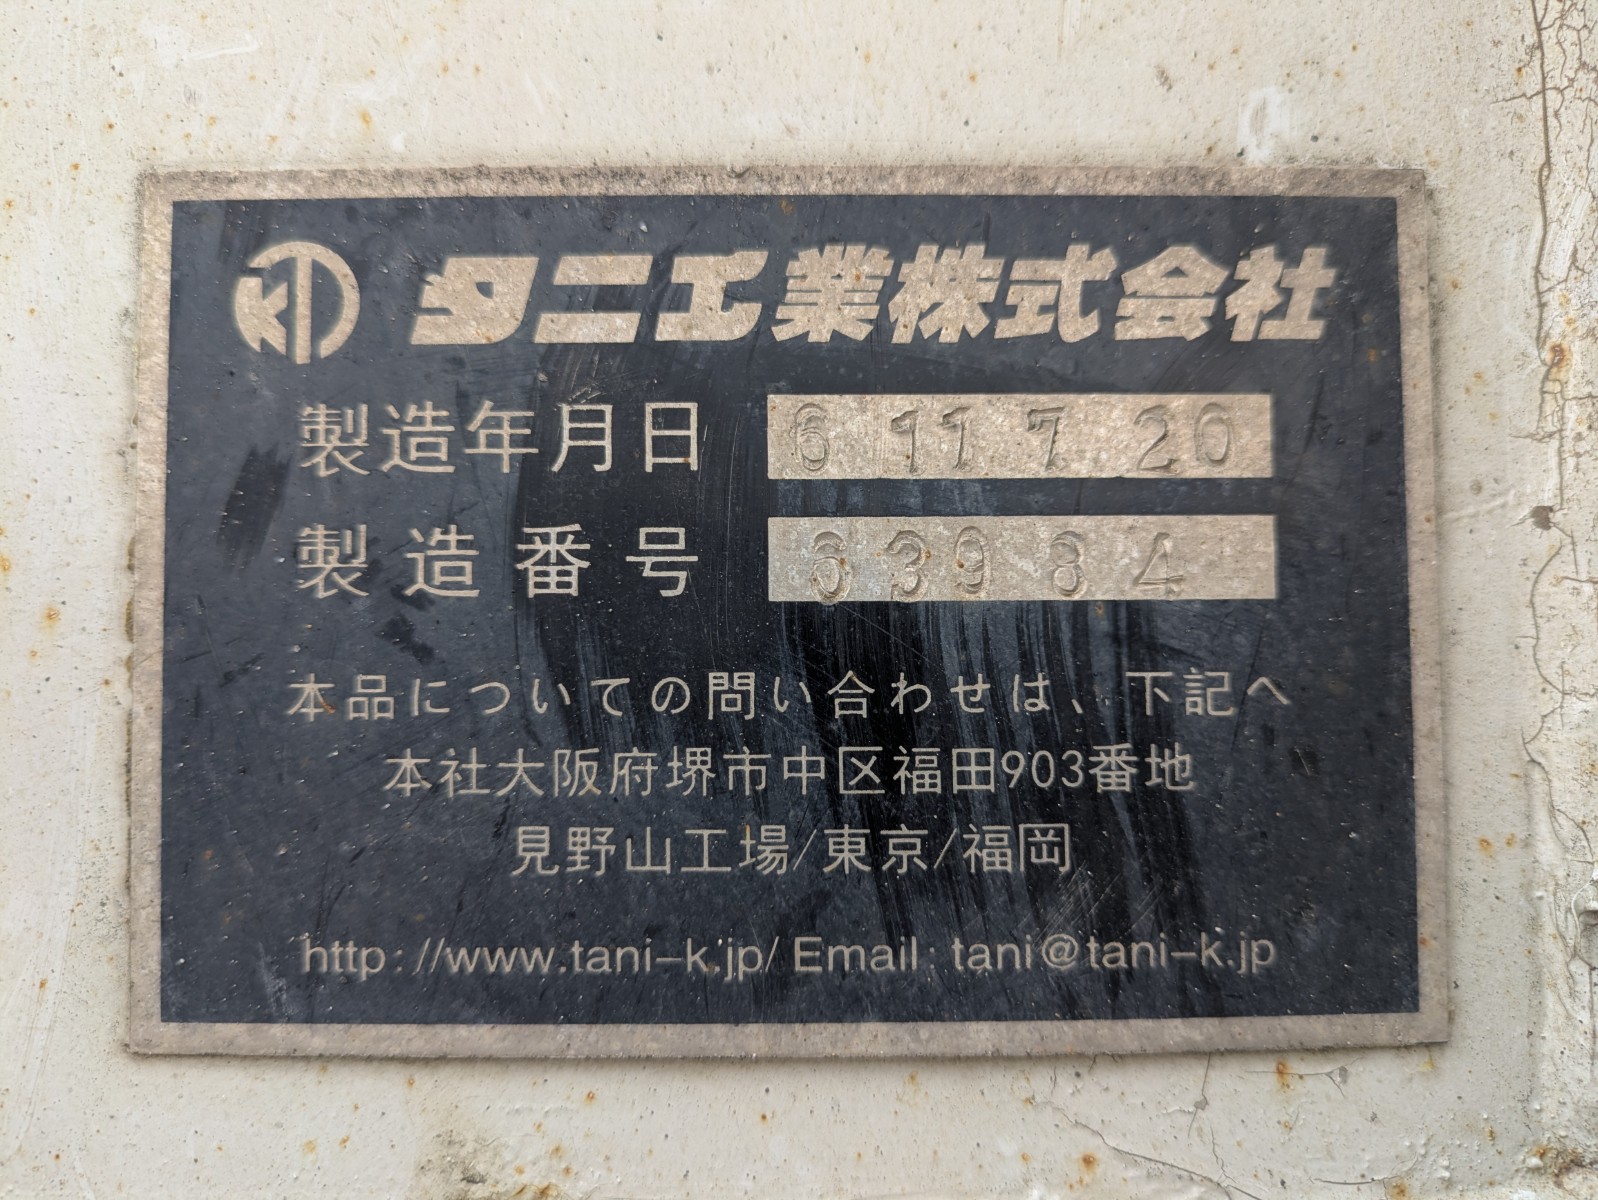 KT タニエ業株式会社
製造年月日 6 11 7 20
製造番号 63984
本品についての問い合わせは、下記へ
本社大阪府堺市中区福田903番地
見野山工場/東京/福岡
http://www.tani-k.jp/ Email: tani@tani-k.jp